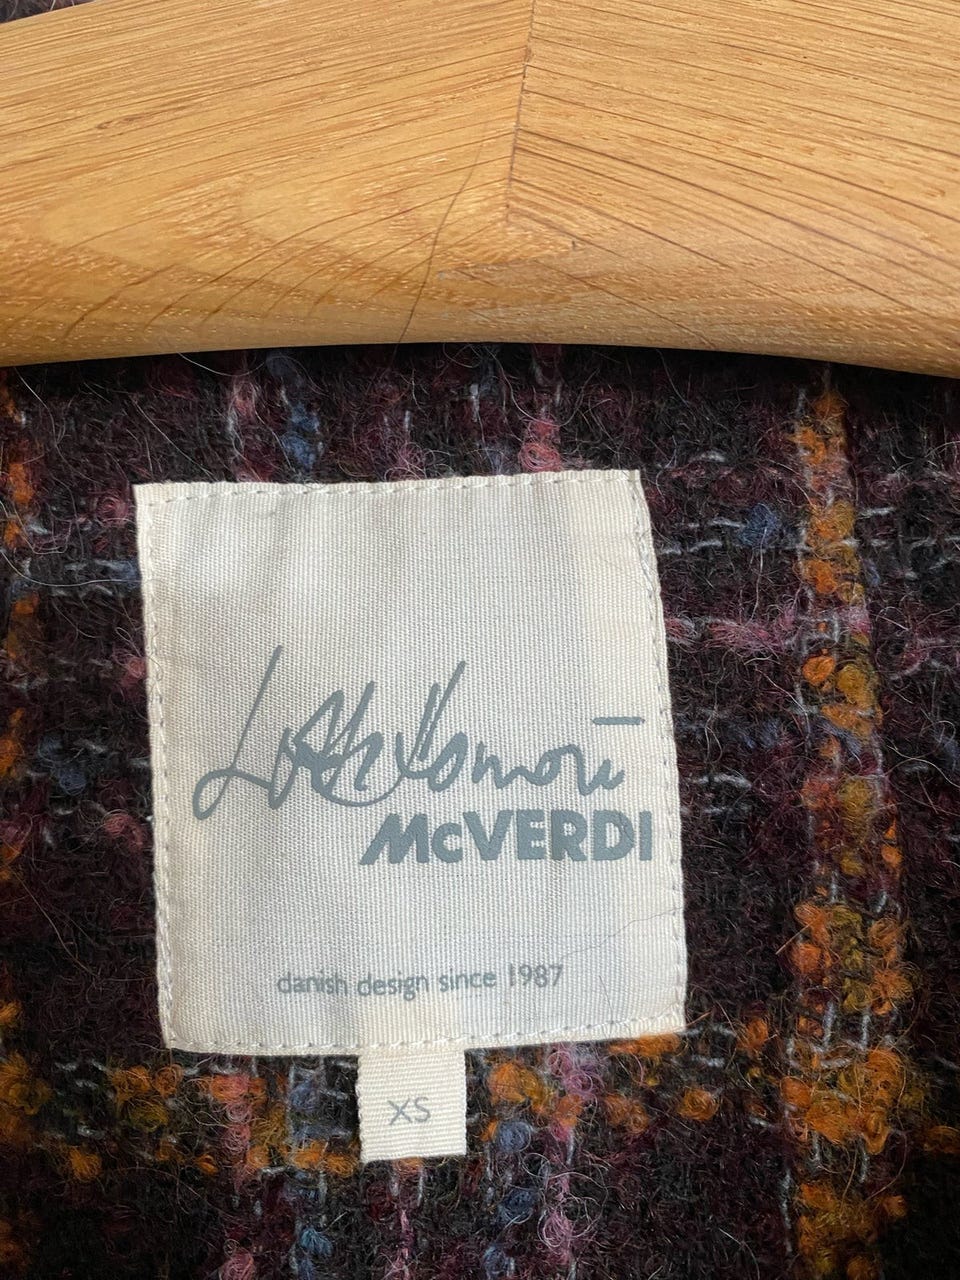 McVERDI
danish design since 1987
XS